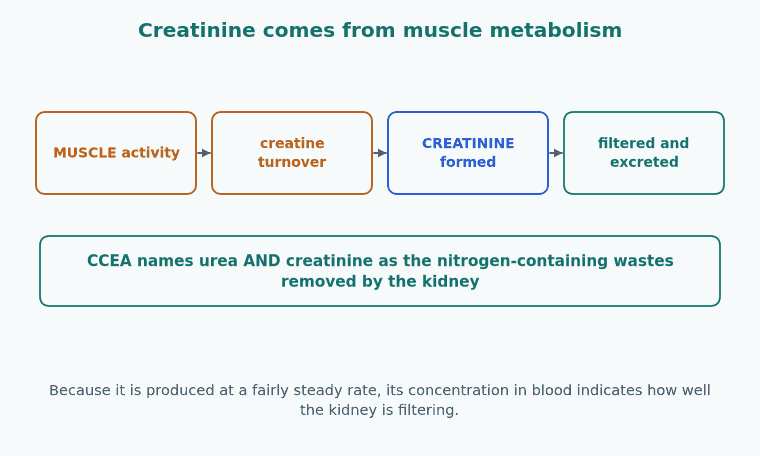 Creatinine comes from muscle metabolism
MUSCLE activity
creatine
turnover
CREATININE
formed
filtered and
excreted
CCEA names urea AND creatinine as the nitrogen-containing wastes
removed by the kidney
Because it is produced at a fairly steady rate, its concentration in blood indicates how well
the kidney is filtering.